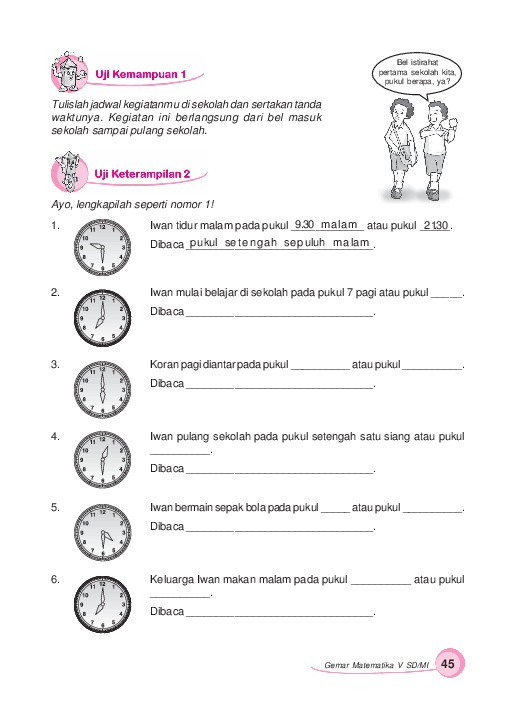 Uji Kemampuan 1
Bel istirahat
pertama sekolah kita,
pukul berapa, ya?
Tulislah jadwal kegiatanmu di sekolah dan sertakan tanda
waktunya. Kegiatan ini berlangsung dari bel masuk
sekolah sampai pulang sekolah.
Uji Keterampilan 2
Ayo, lengkapilah seperti nomor 1!
1. Iwan tidur malam pada pukul 9.30 malam atau pukul 21.30.
Dibaca pukul setengah sepuluh malam.
2. Iwan mulai belajar di sekolah pada pukul 7 pagi atau pukul _____.
Dibaca ______________________________.
3. Koran pagi diantar pada pukul __________ atau pukul __________.
Dibaca ______________________________.
4. Iwan pulang sekolah pada pukul setengah satu siang atau pukul
__________.
Dibaca ______________________________.
5. Iwan bermain sepak bola pada pukul _____ atau pukul __________.
Dibaca ______________________________.
6. Keluarga Iwan makan malam pada pukul __________ atau pukul
__________.
Dibaca ______________________________.
Gemar Matematika V SD/MI 45